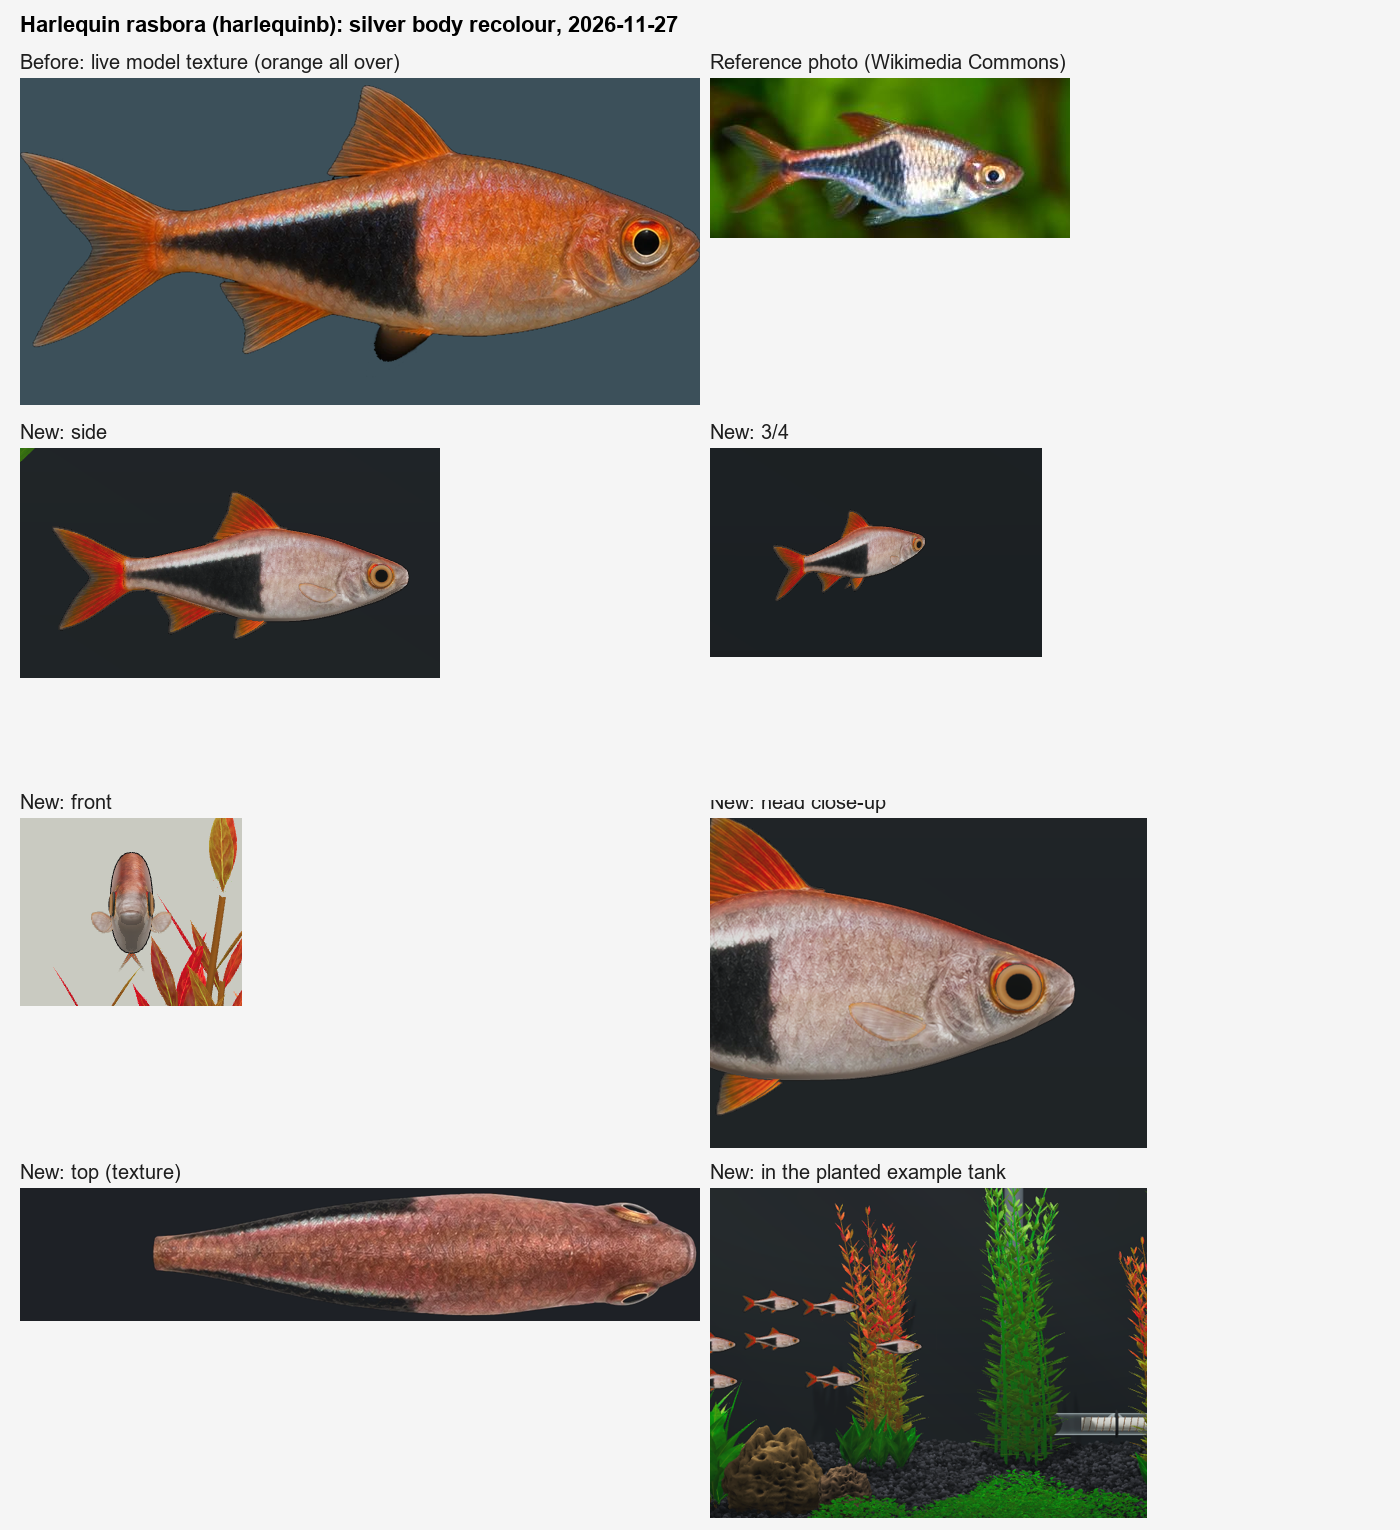 Harlequin rasbora (harlequinb): silver body recolour, 2026-11-27
Before: live model texture (orange all over)
Reference photo (Wikimedia Commons)
New: side
New: 3/4
New: front
New: head close-up
New: top (texture)
New: in the planted example tank